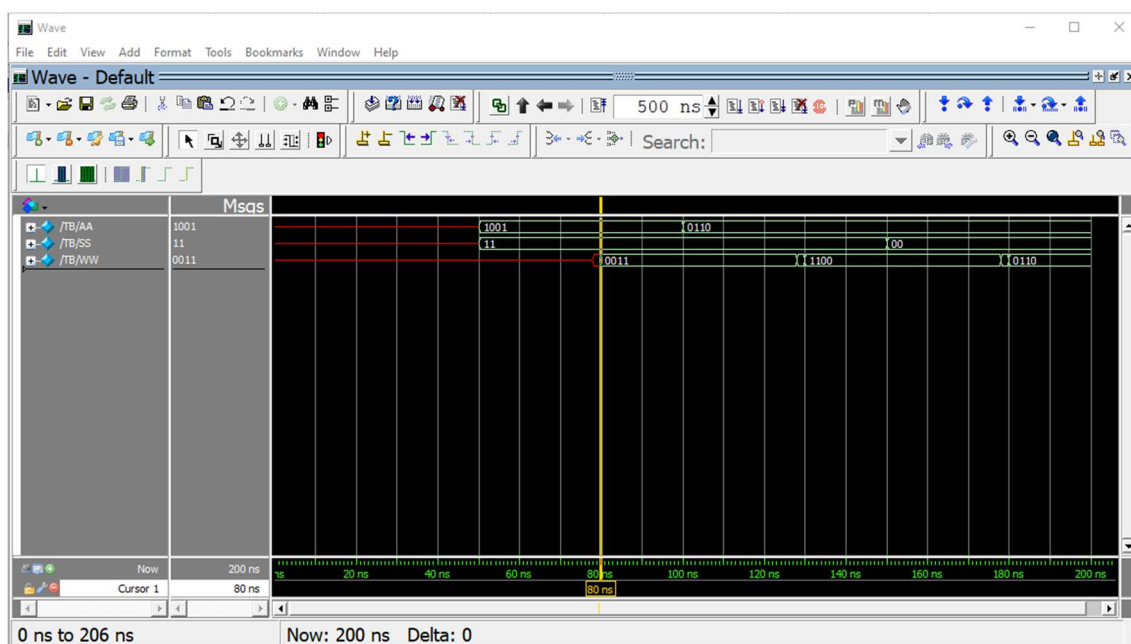 Wave
File Edit View Add Format Tools Bookmarks Window Help
Wave - Default
500 ns
Search:
Msgs
/TB/AA 1001 1001 0110
/TB/SS 11 11 00
/TB/WW 0011 0011 1100 0110
Now 200 ns ns 20 ns 40 ns 60 ns 80 ns 100 ns 120 ns 140 ns 160 ns 180 ns 200 ns
Cursor 1 80 ns 80 ns
0 ns to 206 ns Now: 200 ns Delta: 0